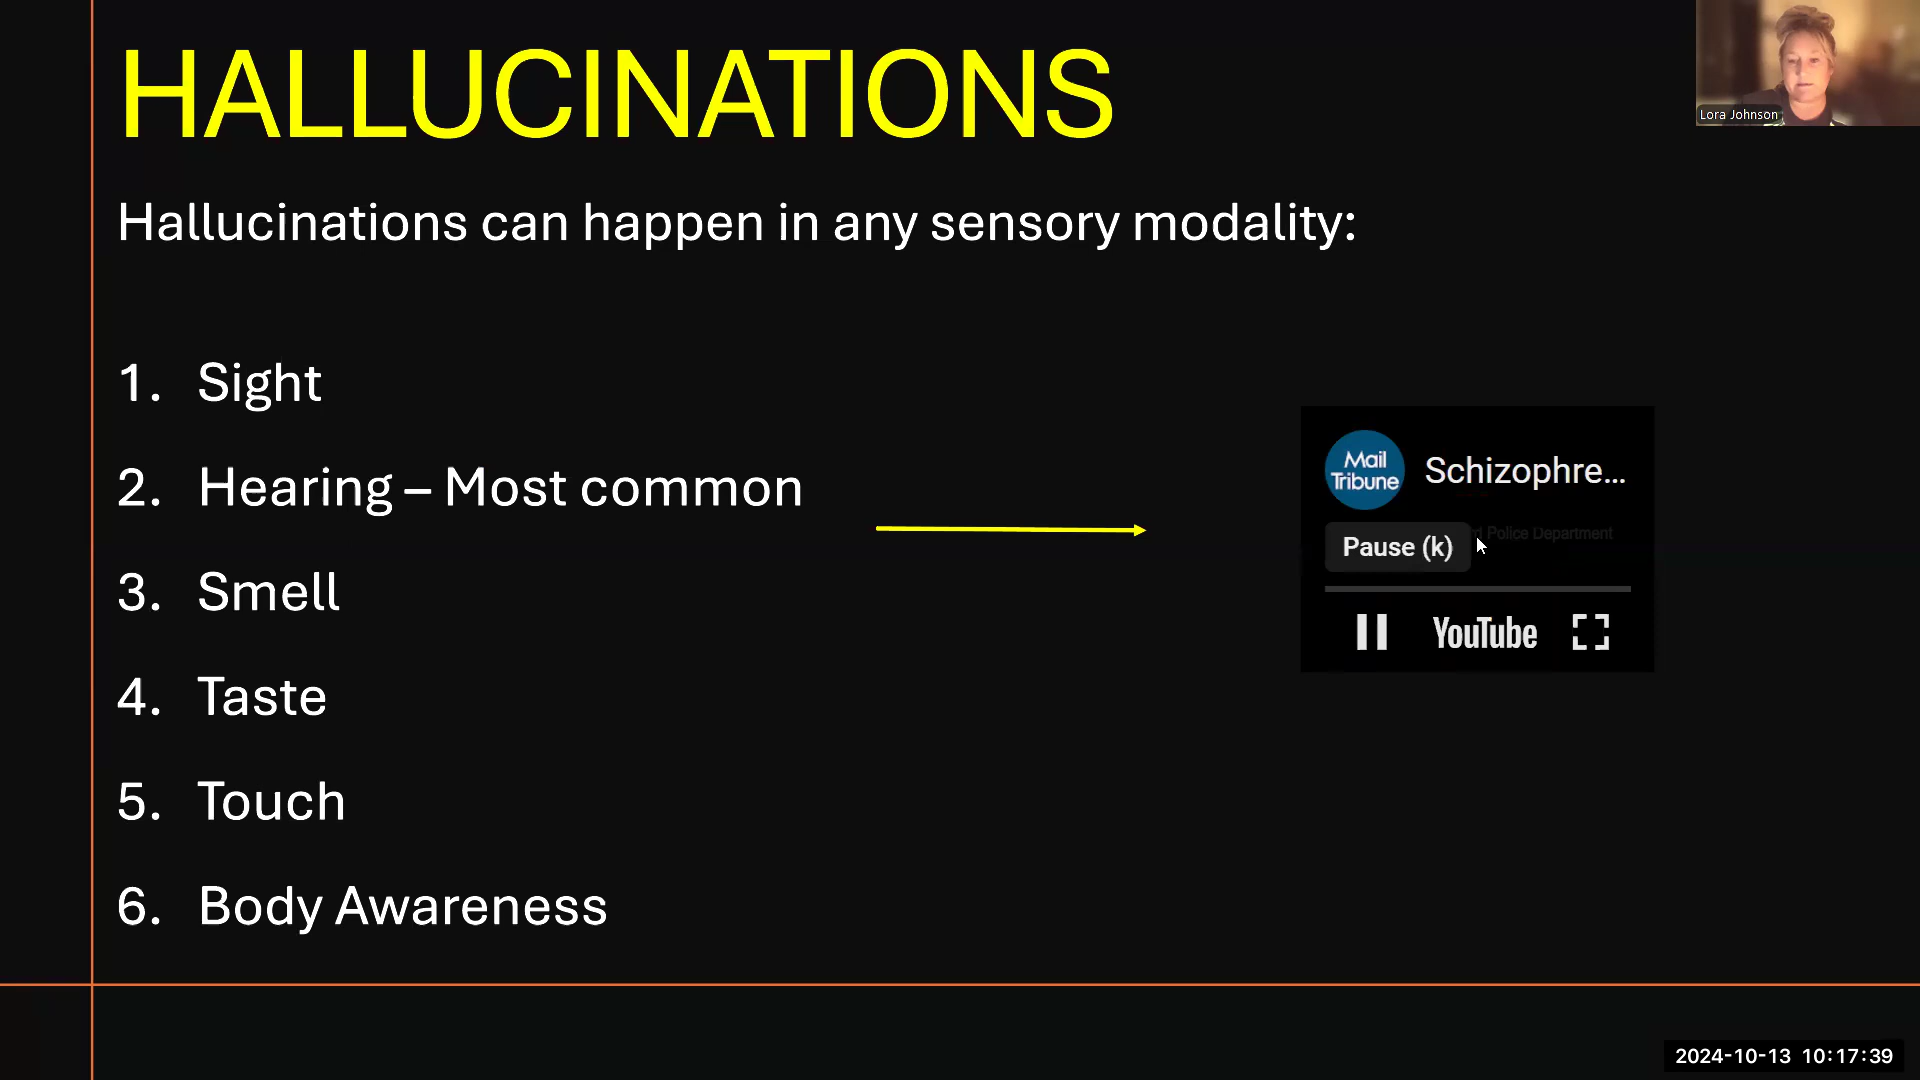 HALLUCINATIONS
Lora Johnson
Hallucinations can happen in any sensory modality:
1. Sight
2. Hearing – Most common
3. Smell
4. Taste
5. Touch
6. Body Awareness
Mail
Tribune
Schizophre...
Police Department
Pause (k)
YouTube
2024-10-13 10:17:39